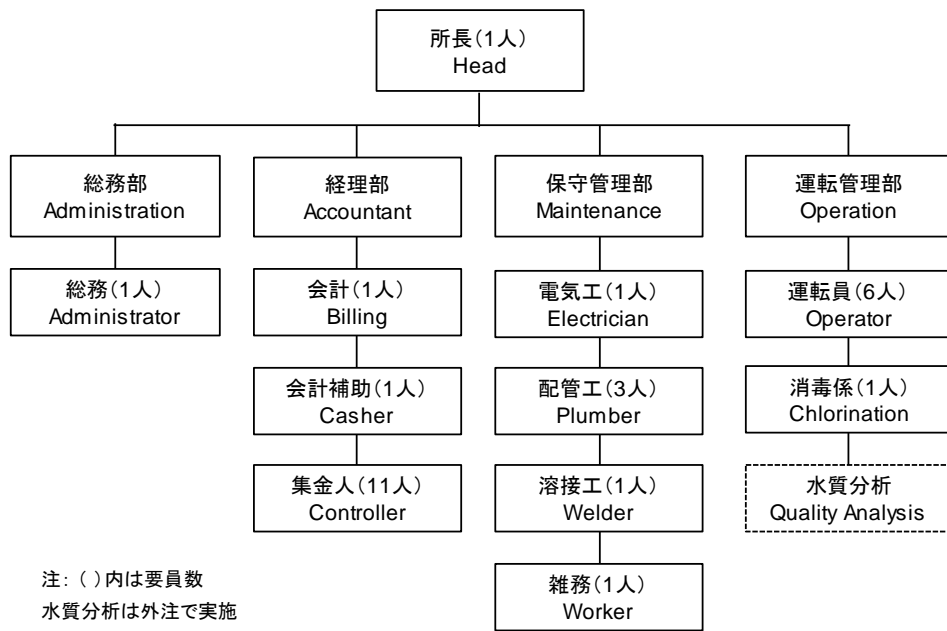 所長（1人）
Head
総務部
Administration
経理部
Accountant
保守管理部
Maintenance
運転管理部
Operation
総務（1人）
Administrator
会計（1人）
Billing
電気工（1人）
Electrician
運転員（6人）
Operator
会計補助（1人）
Casher
配管工（3人）
Plumber
消毒係（1人）
Chlorination
集金人（11人）
Controller
溶接工（1人）
Welder
水質分析
Quality Analysis
雑務（1人）
Worker
注：（ ）内は要員数
水質分析は外注で実施